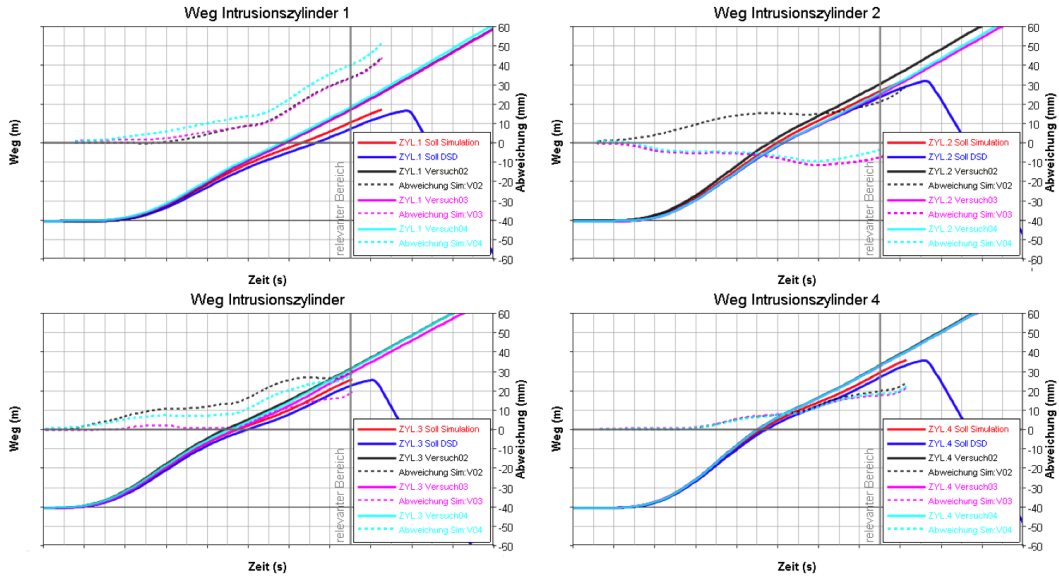 Weg Intrusionszylinder 1
Weg (m)
60
50
40
30
20
10
0
-10
-20
-30
-40
-50
-60
Abweichung (mm)
relevanter Bereich
ZYL.1 Soll Simulation
ZYL.1 Soll DSD
ZYL.1 Versuch02
Abweichung Sim:V02
ZYL.1 Versuch03
Abweichung Sim:V03
ZYL.1 Versuch04
Abweichung Sim:V04
Zeit (s)
Weg Intrusionszylinder 2
Weg (m)
60
50
40
30
20
10
0
-10
-20
-30
-40
-50
Abweichung (mm)
relevanter Bereich
ZYL.2 Soll Simulation
ZYL.2 Soll DSD
ZYL.2 Versuch02
Abweichung Sim:V02
ZYL.2 Versuch03
Abweichung Sim:V03
ZYL.2 Versuch04
Abweichung Sim:V04
Zeit (s)
Weg Intrusionszylinder
Weg (m)
60
50
40
30
20
10
0
-10
-20
-30
-40
-50
-60
Abweichung (mm)
relevanter Bereich
ZYL.3 Soll Simulation
ZYL.3 Soll DSD
ZYL.3 Versuch02
Abweichung Sim:V02
ZYL.3 Versuch03
Abweichung Sim:V03
ZYL.3 Versuch04
Abweichung Sim:V04
Zeit (s)
Weg Intrusionszylinder 4
Weg (m)
60
50
40
30
20
10
0
-10
-20
-30
-40
-50
-60
Abweichung (mm)
relevanter Bereich
ZYL.4 Soll Simulation
ZYL.4 Soll DSD
ZYL.4 Versuch02
Abweichung Sim:V02
ZYL.4 Versuch03
Abweichung Sim:V03
ZYL.4 Versuch04
Abweichung Sim:V04
Zeit (s)